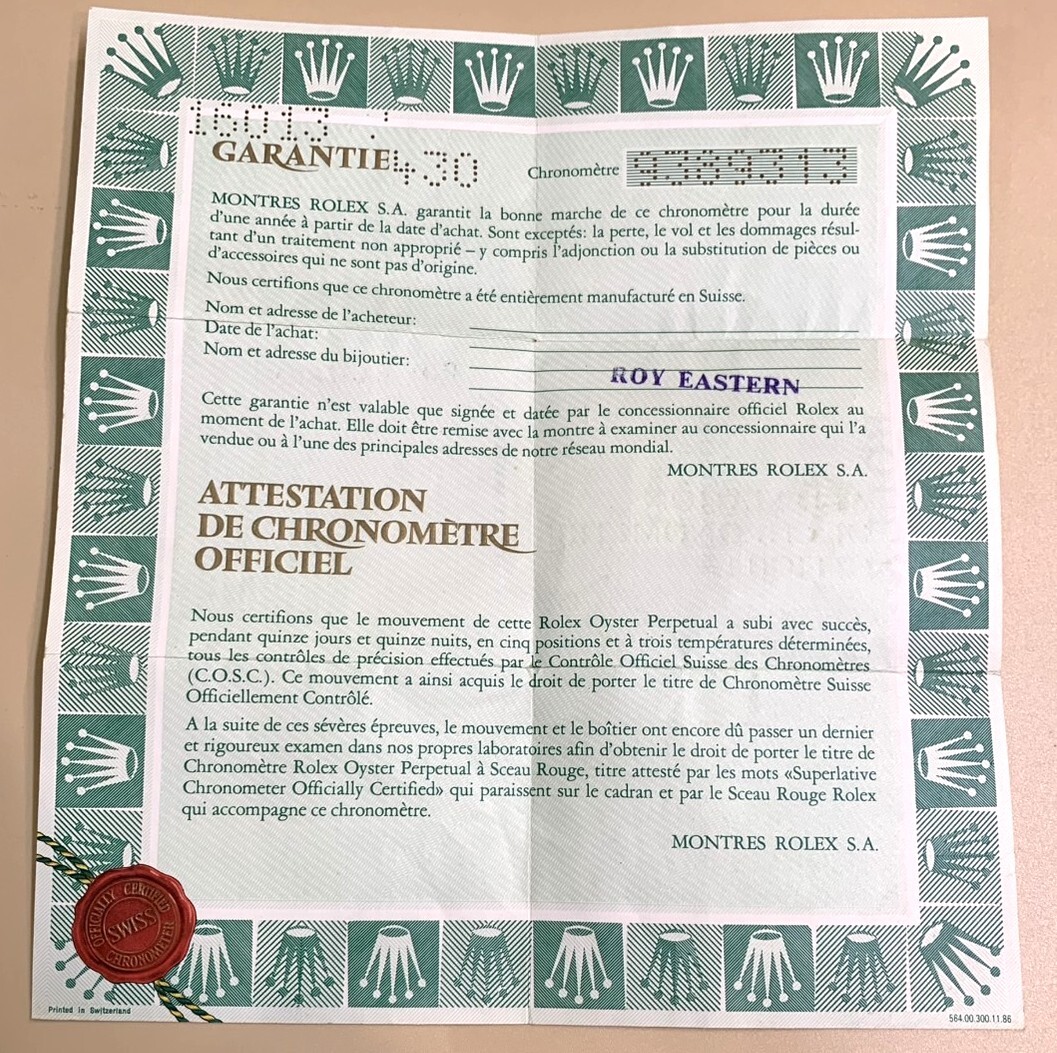 16013
GARANTIE 430
Chronomètre 9309313
MONTRES ROLEX S.A. garantit la bonne marche de ce chronomètre pour la durée
d'une année à partir de la date d'achat. Sont exceptés: la perte, le vol et les dommages résul-
tant d'un traitement non approprié – y compris l'adjonction ou la substitution de pièces ou
d'accessoires qui ne sont pas d'origine.
Nous certifions que ce chronomètre a été entièrement manufacturé en Suisse.
Nom et adresse de l'acheteur:
Date de l'achat:
Nom et adresse du bijoutier:
ROY EASTERN
Cette garantie n'est valable que signée et datée par le concessionnaire officiel Rolex au
moment de l'achat. Elle doit être remise avec la montre à examiner au concessionnaire qui l'a
vendue ou à l'une des principales adresses de notre réseau mondial.
MONTRES ROLEX S.A.
ATTESTATION
DE CHRONOMÈTRE
OFFICIEL
Nous certifions que le mouvement de cette Rolex Oyster Perpetual a subi avec succès,
pendant quinze jours et quinze nuits, en cinq positions et à trois températures déterminées,
tous les contrôles de précision effectués par le Contrôle Officiel Suisse des Chronomètres
(C.O.S.C.). Ce mouvement a ainsi acquis le droit de porter le titre de Chronomètre Suisse
Officiellement Contrôlé.
A la suite de ces sévères épreuves, le mouvement et le boîtier ont encore dû passer un dernier
et rigoureux examen dans nos propres laboratoires afin d'obtenir le droit de porter le titre de
Chronomètre Rolex Oyster Perpetual à Sceau Rouge, titre attesté par les mots «Superlative
Chronometer Officially Certified» qui paraissent sur le cadran et par le Sceau Rouge Rolex
qui accompagne ce chronomètre.
MONTRES ROLEX S.A.
OFFICIALLY CERTIFIED
SWISS
CHRONOMETER
Printed in Switzerland
564.00.300.11.86